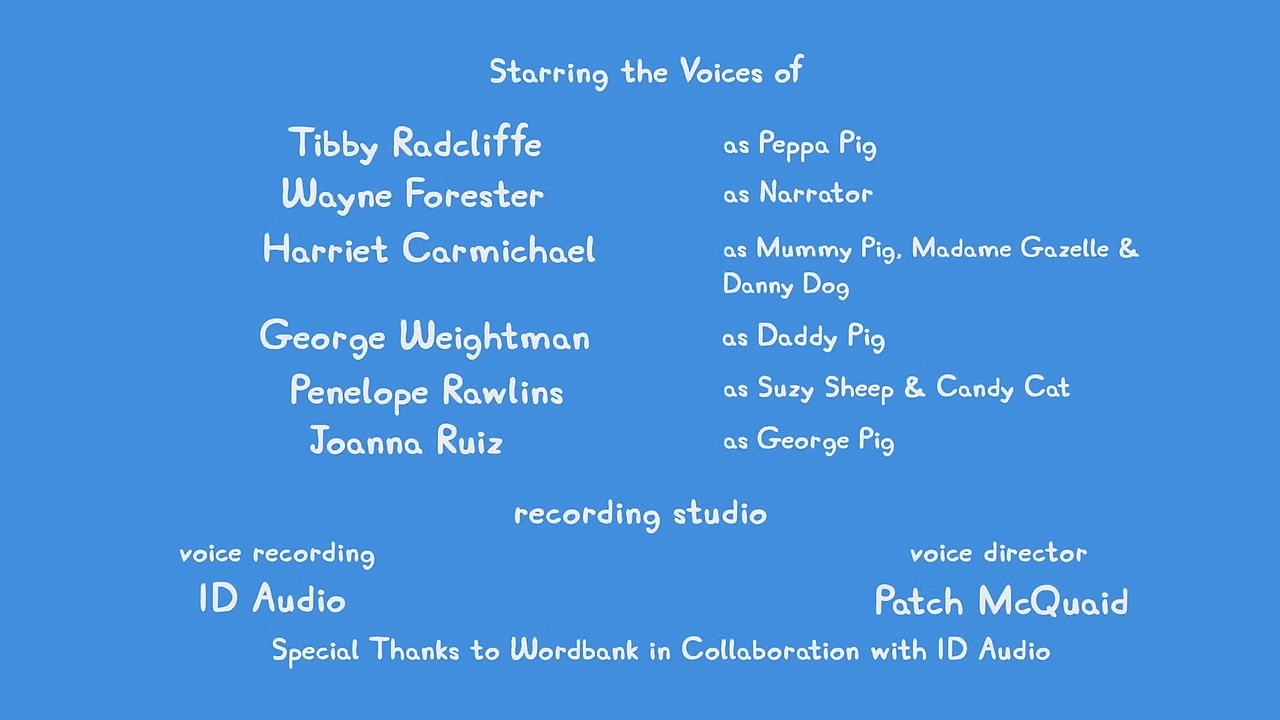 Starring the Voices of
Tibby Radcliffe as Peppa Pig
Wayne Forester as Narrator
Harriet Carmichael as Mummy Pig, Madame Gazelle &
Danny Dog
George Weightman as Daddy Pig
Penelope Rawlins as Suzy Sheep & Candy Cat
Joanna Ruiz as George Pig
recording studio
voice recording voice director
ID Audio Patch McQuaid
Special Thanks to Wordbank in Collaboration with ID Audio